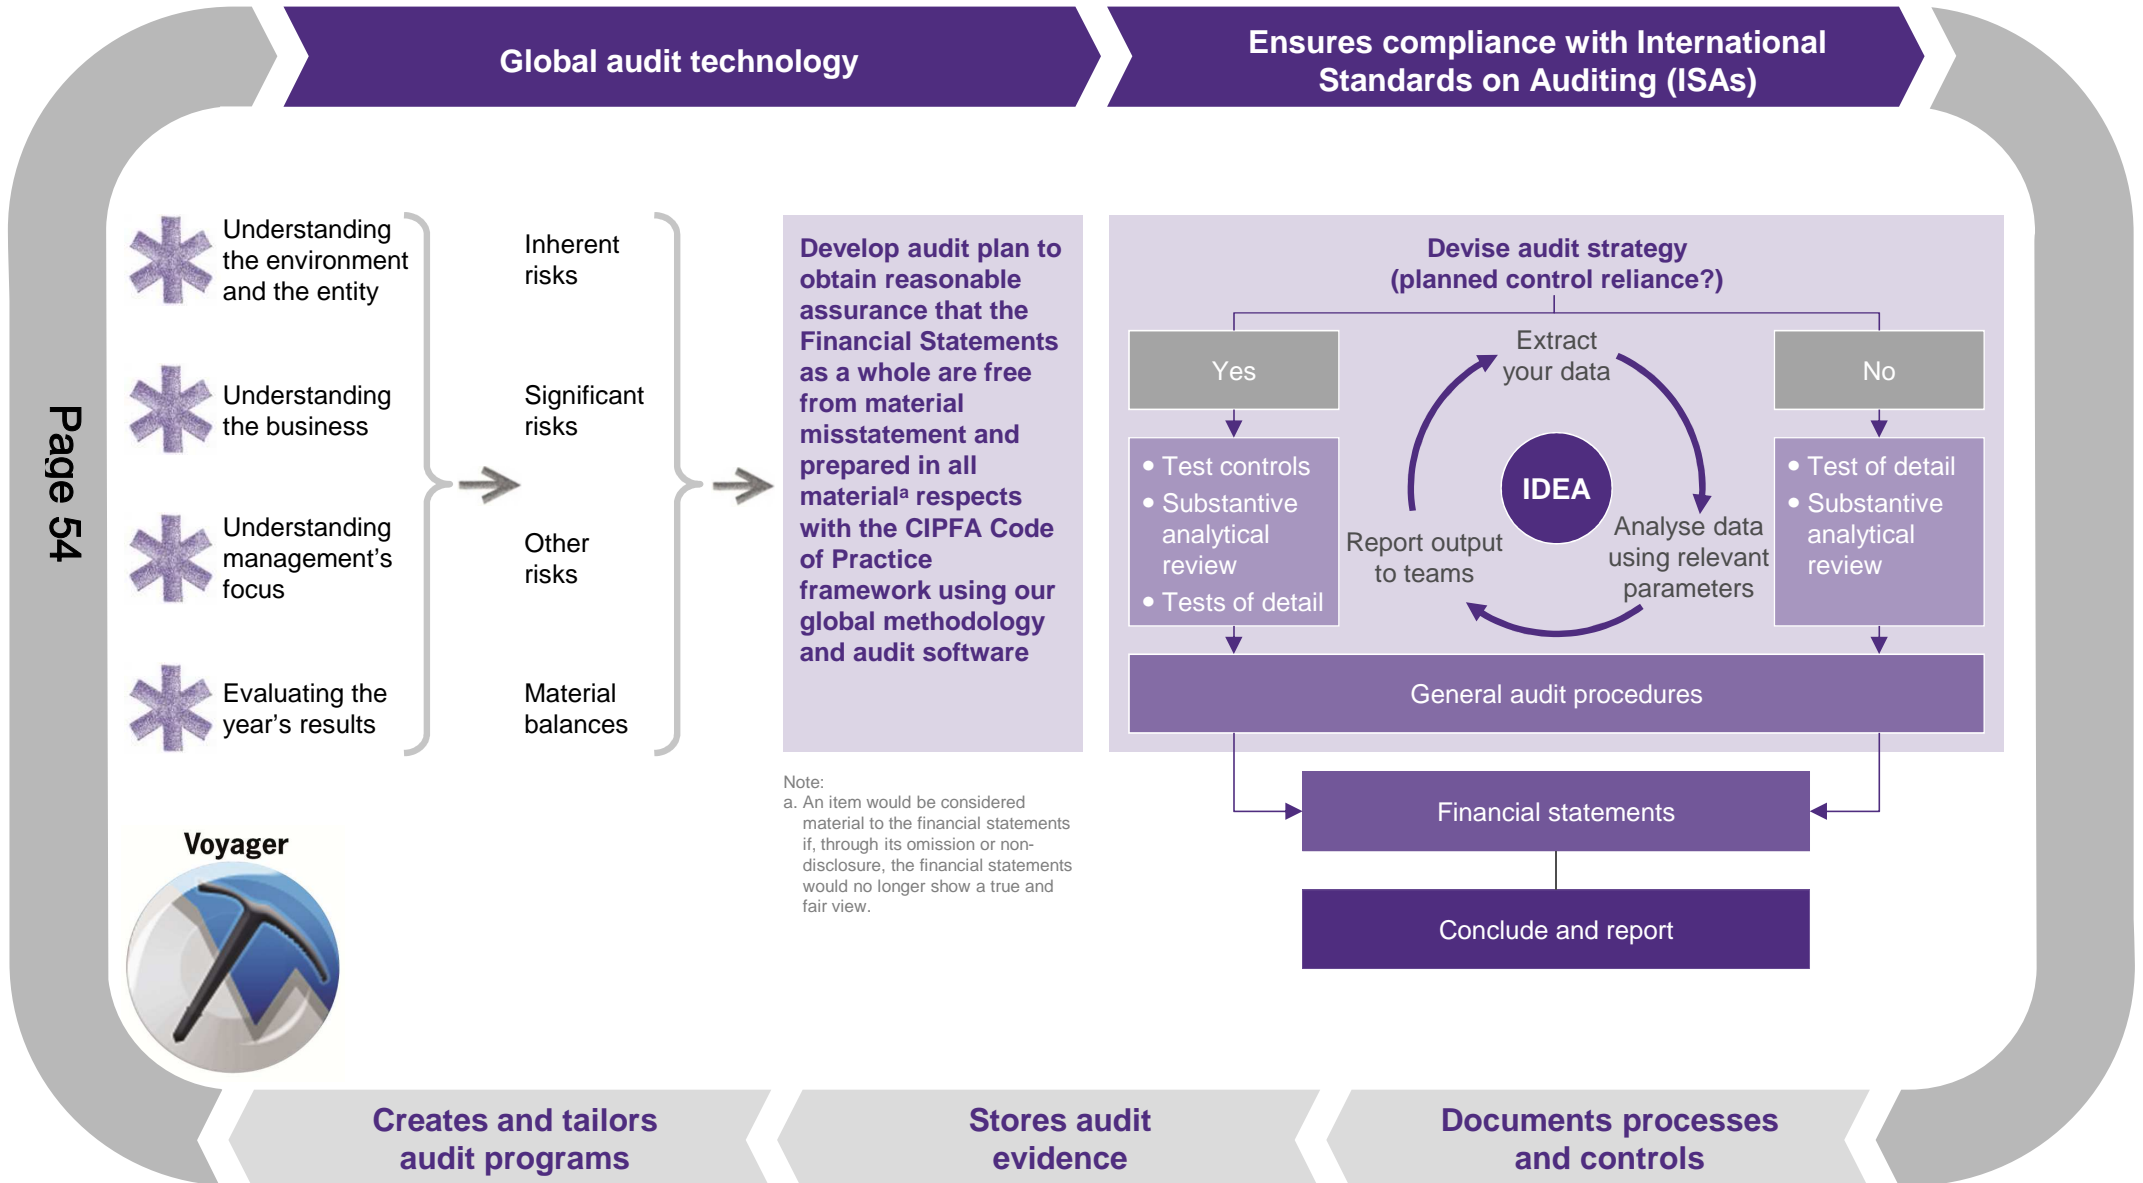 Global audit technology
Ensures compliance with International
Standards on Auditing (ISAs)
Page 54
Understanding
the environment
and the entity
Understanding
the business
Understanding
management's
focus
Evaluating the
year's results
Inherent
risks
Significant
risks
Other
risks
Material
balances
Develop audit plan to
obtain reasonable
assurance that the
Financial Statements
as a whole are free
from material
misstatement and
prepared in all
materialᵃ respects
with the CIPFA Code
of Practice
framework using our
global methodology
and audit software
Note:
a. An item would be considered
material to the financial statements
if, through its omission or non-
disclosure, the financial statements
would no longer show a true and
fair view.
Devise audit strategy
(planned control reliance?)
Yes
• Test controls
• Substantive
analytical
review
• Tests of detail
Extract
your data
IDEA
Analyse data
using relevant
parameters
Report output
to teams
No
• Test of detail
• Substantive
analytical
review
General audit procedures
Financial statements
Conclude and report
Voyager
Creates and tailors
audit programs
Stores audit
evidence
Documents processes
and controls